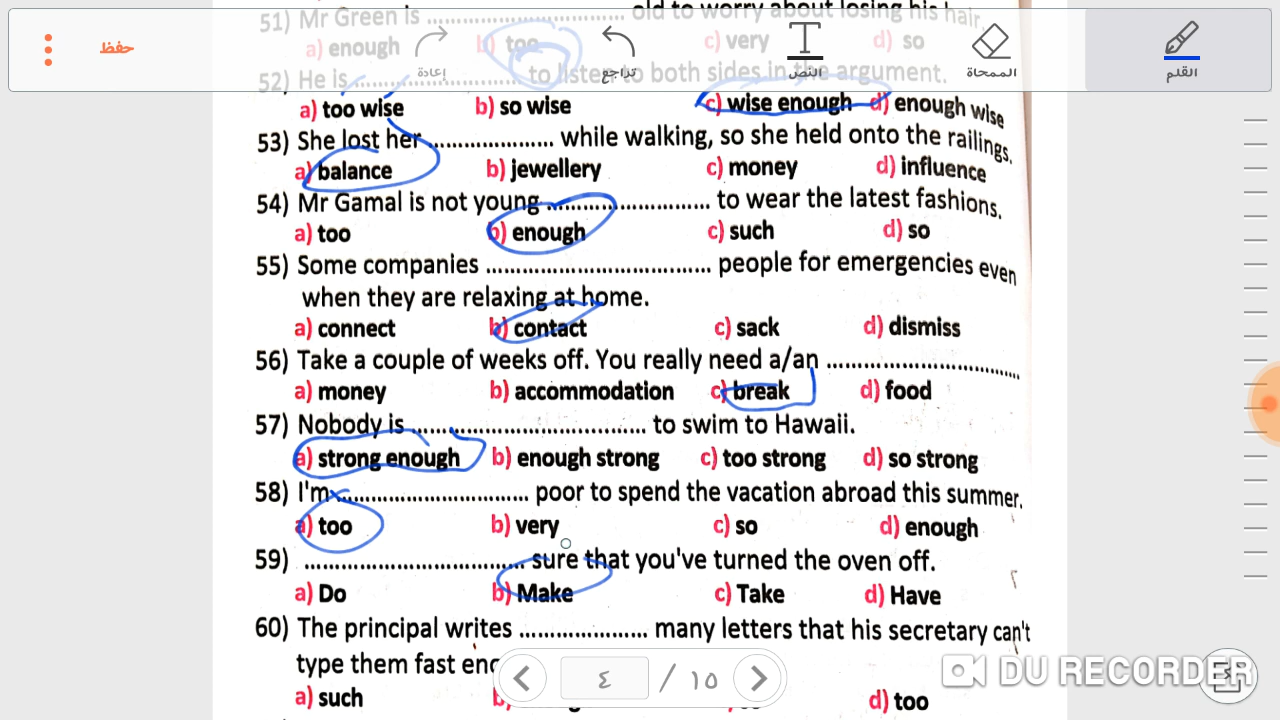 51) Mr Green is .............................. old to worry about losing his hair.
a) enough b) too c) very d) so
حفظ
إعادة
تراجع
النص
الممحاة
القلم
52) He is .............................. to listen to both sides in the argument.
a) too wise b) so wise c) wise enough d) enough wise
53) She lost her ..................... while walking, so she held onto the railings.
a) balance b) jewellery c) money d) influence
54) Mr Gamal is not young ............................ to wear the latest fashions.
a) too b) enough c) such d) so
55) Some companies ...................................... people for emergencies even
when they are relaxing at home.
a) connect b) contact c) sack d) dismiss
56) Take a couple of weeks off. You really need a/an .................................
a) money b) accommodation c) break d) food
57) Nobody is ........................................ to swim to Hawaii.
a) strong enough b) enough strong c) too strong d) so strong
58) I'm ................................ poor to spend the vacation abroad this summer.
a) too b) very c) so d) enough
59) ..................................... sure that you've turned the oven off.
a) Do b) Make c) Take d) Have
60) The principal writes ...................... many letters that his secretary can't
type them fast
٤ / ١٥
DU RECORDER
a) such d) too